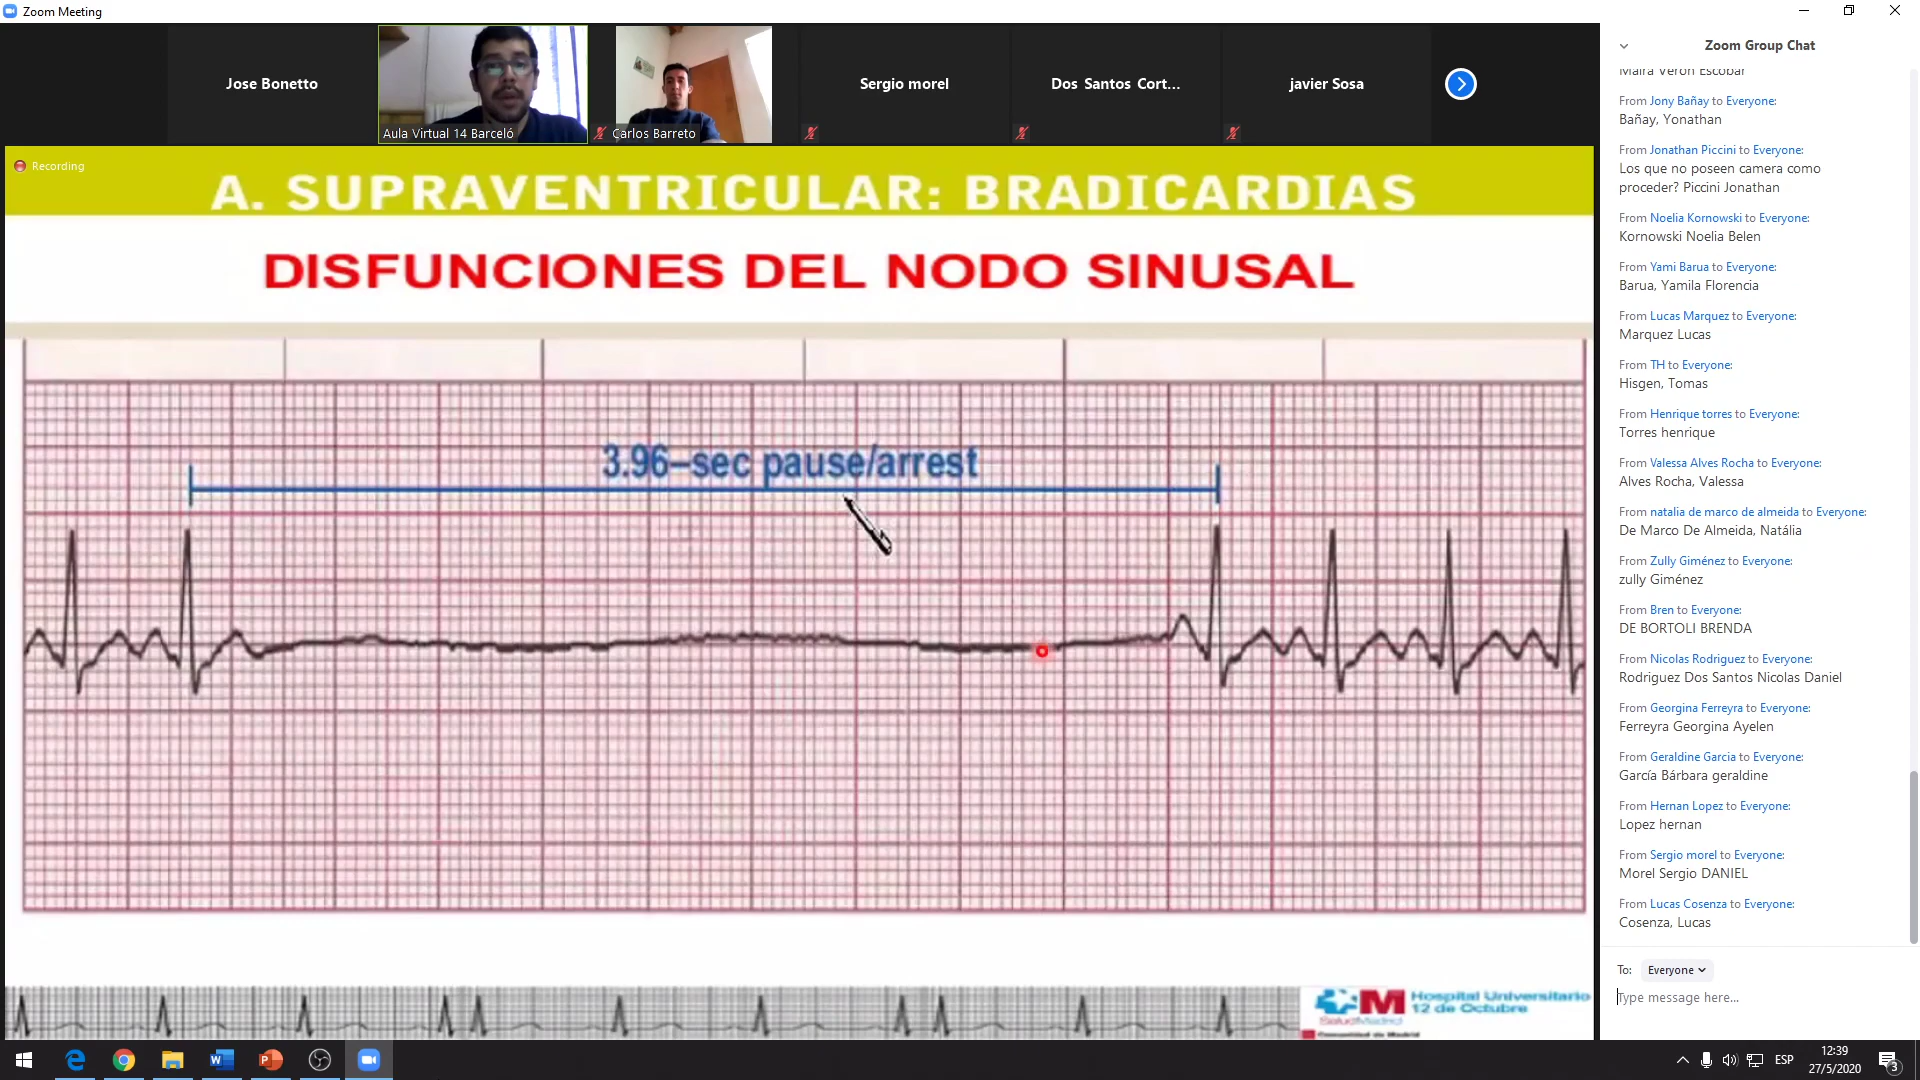 Zoom Meeting
Jose Bonetto
Aula Virtual 14 Barceló
Carlos Barreto
Sergio morel
Dos Santos Cort...
javier Sosa
Recording
A. SUPRAVENTRICULAR: BRADICARDIAS
DISFUNCIONES DEL NODO SINUSAL
3.96–sec pause/arrest
SaludMadrid
Hospital Universitario
12 de Octubre
Comunidad de Madrid
Zoom Group Chat
Maira Veron Escobar
From Jony Bañay to Everyone:
Bañay, Yonathan
From Jonathan Piccini to Everyone:
Los que no poseen camera como
proceder? Piccini Jonathan
From Noelia Kornowski to Everyone:
Kornowski Noelia Belen
From Yami Barua to Everyone:
Barua, Yamila Florencia
From Lucas Marquez to Everyone:
Marquez Lucas
From TH to Everyone:
Hisgen, Tomas
From Henrique torres to Everyone:
Torres henrique
From Valessa Alves Rocha to Everyone:
Alves Rocha, Valessa
From natalia de marco de almeida to Everyone:
De Marco De Almeida, Natália
From Zully Giménez to Everyone:
zully Giménez
From Bren to Everyone:
DE BORTOLI BRENDA
From Nicolas Rodriguez to Everyone:
Rodriguez Dos Santos Nicolas Daniel
From Georgina Ferreyra to Everyone:
Ferreyra Georgina Ayelen
From Geraldine Garcia to Everyone:
García Bárbara geraldine
From Hernan Lopez to Everyone:
Lopez hernan
From Sergio morel to Everyone:
Morel Sergio DANIEL
From Lucas Cosenza to Everyone:
Cosenza, Lucas
To: Everyone
Type message here...
ESP
12:39
27/5/2020
3